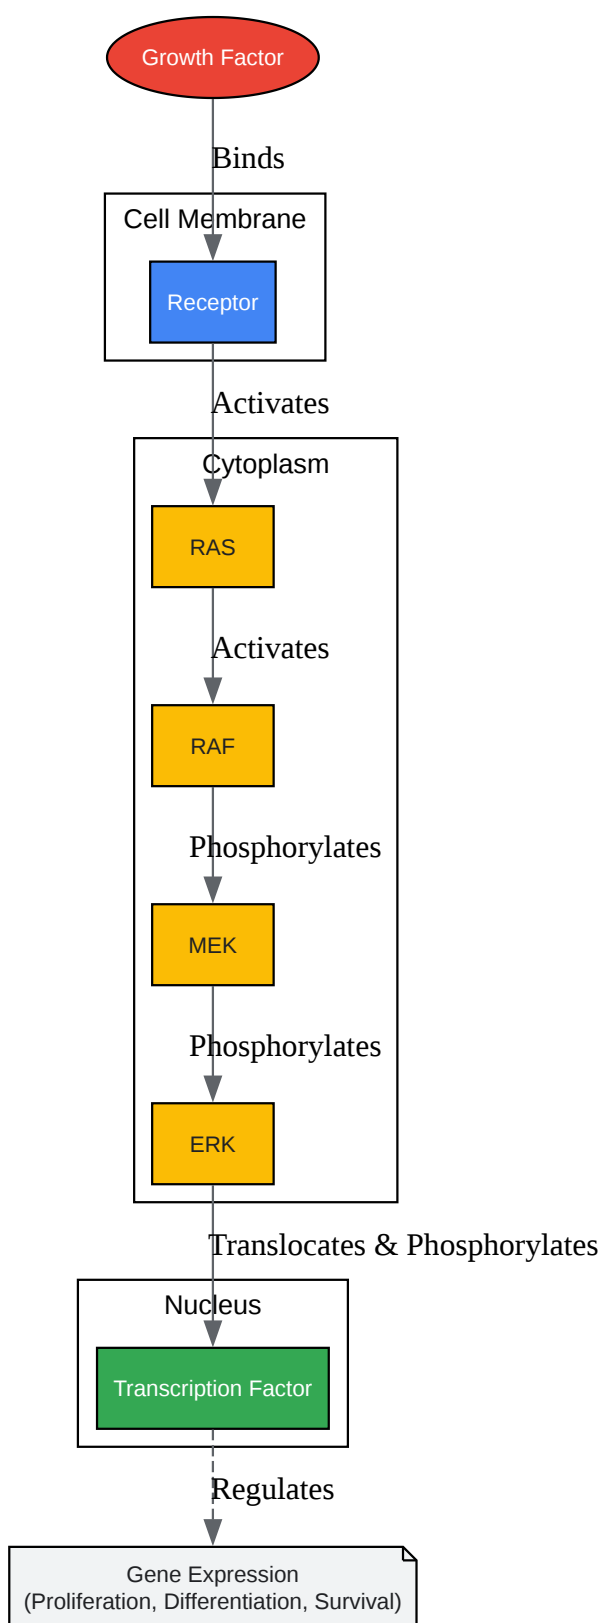 Growth Factor
Binds
Cell Membrane
Receptor
Activates
Cytoplasm
RAS
Activates
RAF
Phosphorylates
MEK
Phosphorylates
ERK
Translocates & Phosphorylates
Nucleus
Transcription Factor
Regulates
Gene Expression
(Proliferation, Differentiation, Survival)